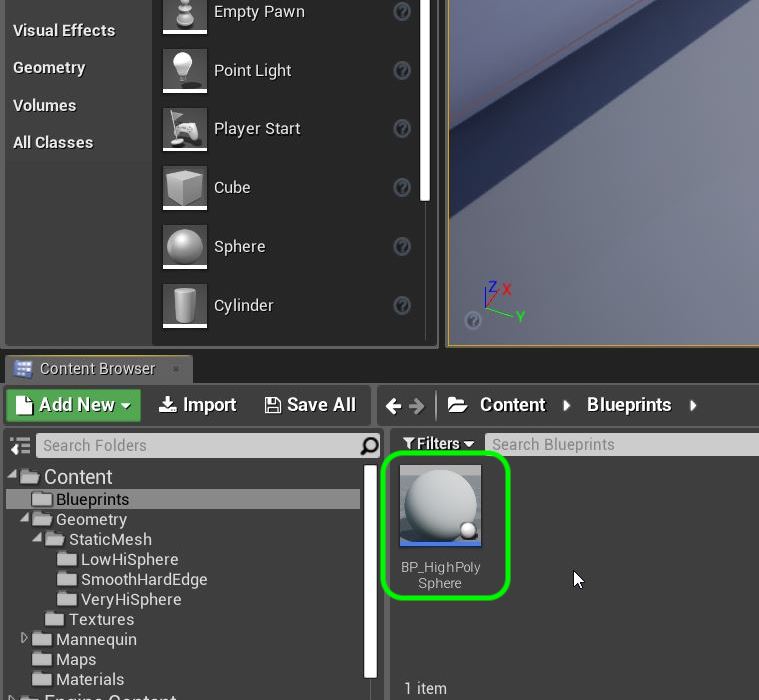 Visual Effects
Geometry
Volumes
All Classes
Empty Pawn
?
Point Light
?
Player Start
?
Cube
?
Sphere
?
Cylinder
?
Z X
Y
?
Content Browser
Add New
Import
Save All
Content
Blueprints
Search Folders
Filters
Search Blueprints
Content
Blueprints
Geometry
StaticMesh
LowHiSphere
SmoothHardEdge
VeryHiSphere
Textures
Mannequin
Maps
Materials
Engine Content
BP_HighPoly
Sphere
1 item